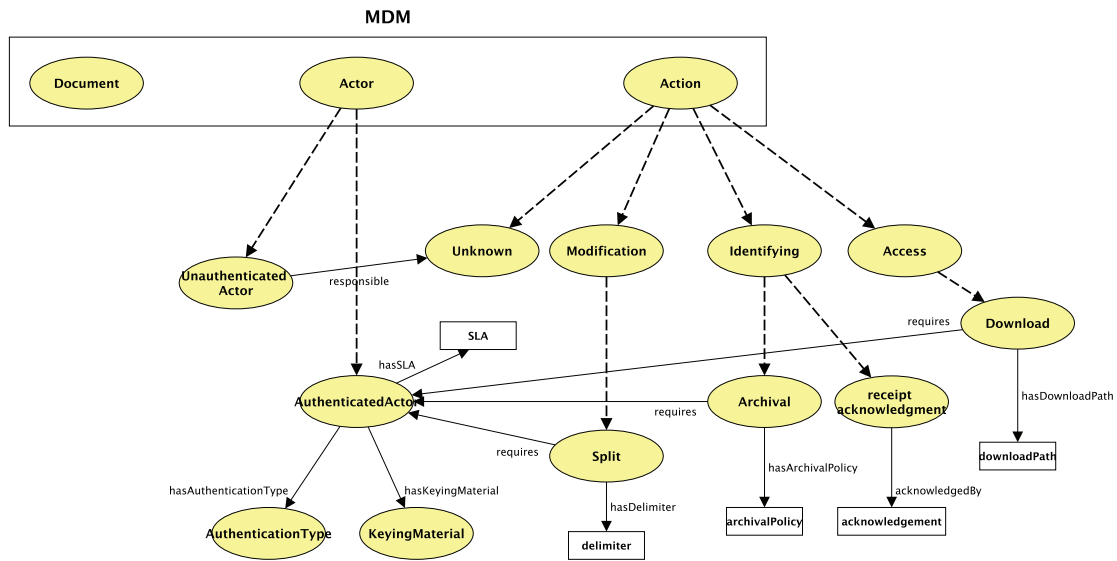 MDM
Document
Actor
Action
Unknown
Modification
Identifying
Access
Unauthenticated
Actor
responsible
Download
requires
SLA
hasSLA
AuthenticatedActor
requires
Archival
receipt
acknowledgment
hasDownloadPath
requires
Split
downloadPath
hasArchivalPolicy
hasAuthenticationType
hasKeyingMaterial
acknowledgedBy
hasDelimiter
archivalPolicy
acknowledgement
AuthenticationType
KeyingMaterial
delimiter